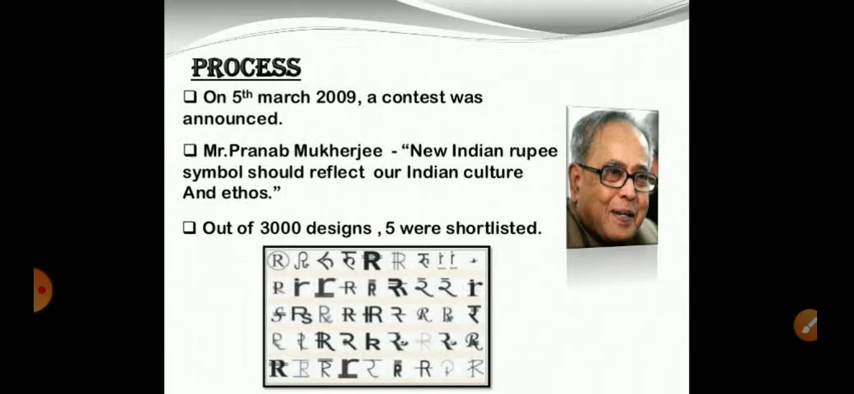 PROCESS
❑ On 5th march 2009, a contest was
announced.
❑ Mr.Pranab Mukherjee - “New Indian rupee
symbol should reflect our Indian culture
And ethos.”
❑ Out of 3000 designs , 5 were shortlisted.